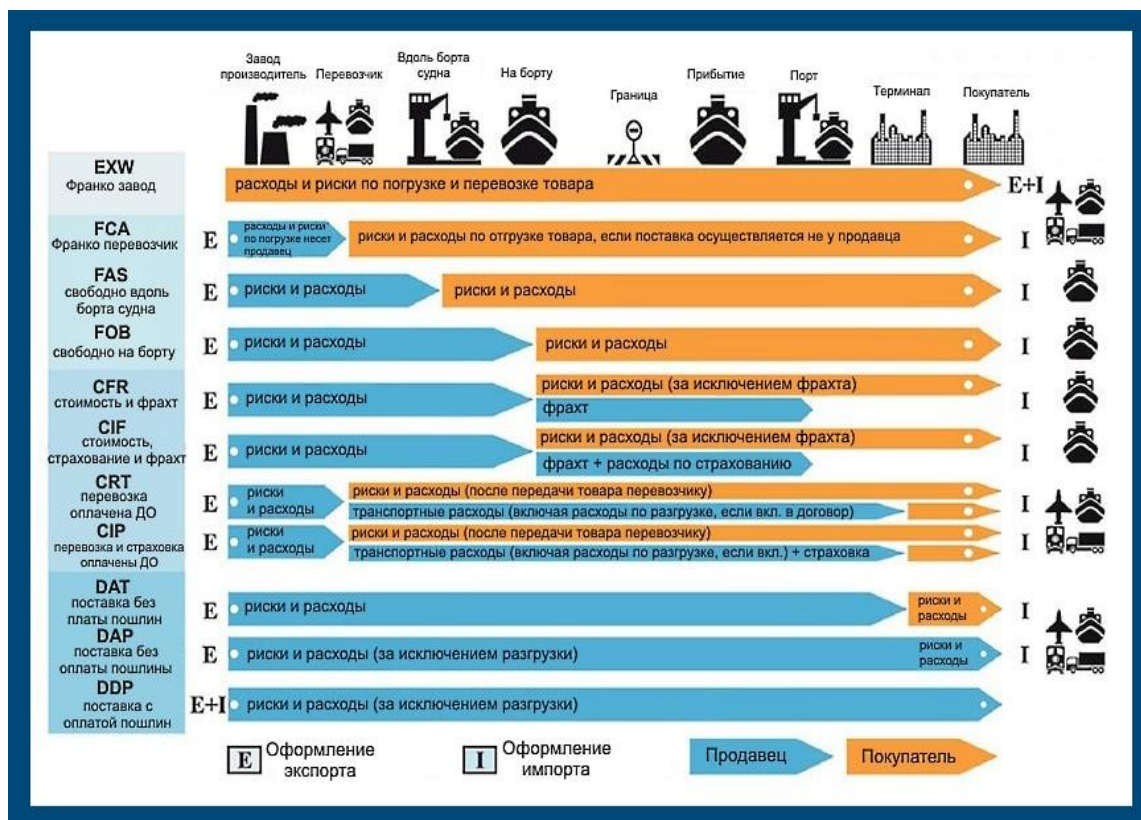 Завод
производитель
Перевозчик
Вдоль борта
судна
На борту
Граница
Прибытие
Порт
Терминал
Покупатель
EXW
Франко завод
расходы и риски по погрузке и перевозке товара
E+I
FCA
Франко перевозчик
E
расходы и риски
по погрузке несет
продавец
риски и расходы по отгрузке товара, если поставка осуществляется не у продавца
I
FAS
свободно вдоль
борта судна
E
риски и расходы
риски и расходы
I
FOB
свободно на борту
E
риски и расходы
риски и расходы
I
CFR
стоимость и фрахт
E
риски и расходы
риски и расходы (за исключением фрахта)
фрахт
I
CIF
стоимость,
страхование и фрахт
E
риски и расходы
риски и расходы (за исключением фрахта)
фрахт + расходы по страхованию
I
CRT
перевозка
оплачена ДО
E
риски
и расходы
риски и расходы (после передачи товара перевозчику)
транспортные расходы (включая расходы по разгрузке, если вкл. в договор)
I
CIP
перевозка и страховка
оплачены ДО
E
риски
и расходы
риски и расходы (после передачи товара перевозчику)
транспортные расходы (включая расходы по разгрузке, если вкл.) + страховка
I
DAT
поставка без
платы пошлин
E
риски и расходы
риски и
расходы
I
DAP
поставка без
оплаты пошлины
E
риски и расходы (за исключением разгрузки)
риски и
расходы
I
DDP
поставка с
оплатой пошлин
E+I
риски и расходы (за исключением разгрузки)
E
Оформление
экспорта
I
Оформление
импорта
Продавец
Покупатель